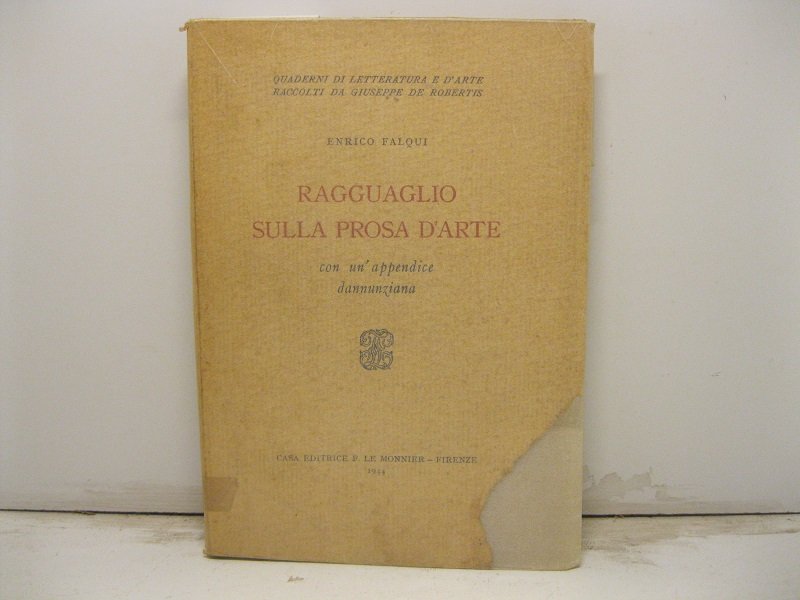 QUADERNI DI LETTERATURA E D'ARTE
RACCOLTI DA GIUSEPPE DE ROBERTIS
ENRICO FALQUI
RAGGUAGLIO
SULLA PROSA D'ARTE
con un' appendice
dannunziana
CASA EDITRICE F. LE MONNIER – FIRENZE
1944